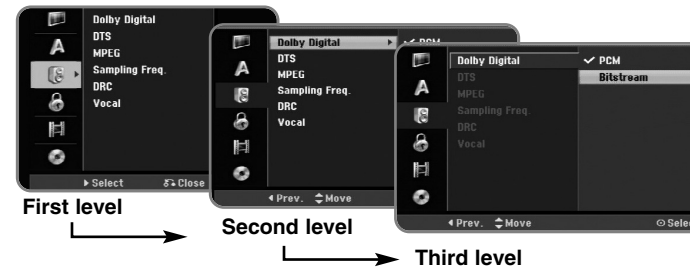 Dolby Digital
DTS
MPEG
Sampling Freq.
DRC
Vocal
A
Select
Close
First level
Dolby Digital
PCM
DTS
MPEG
Sampling Freq.
DRC
Vocal
A
Prev. Move
Second level
Dolby Digital
PCM
DTS
Bitstream
MPEG
Sampling Freq.
DRC
Vocal
A
Prev. Move
Third level